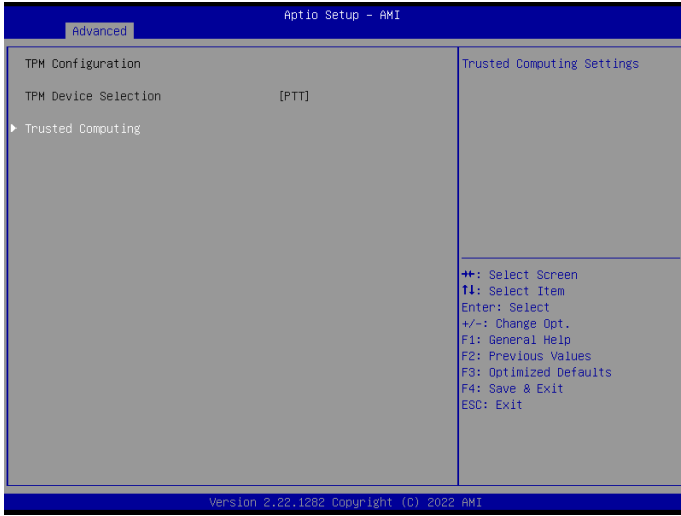 Aptio Setup - AMI
Advanced
TPM Configuration
TPM Device Selection [PTT]
Trusted Computing
Trusted Computing Settings
→←: Select Screen
↑↓: Select Item
Enter: Select
+/-: Change Opt.
F1: General Help
F2: Previous Values
F3: Optimized Defaults
F4: Save & Exit
ESC: Exit
Version 2.22.1282 Copyright (C) 2022 AMI